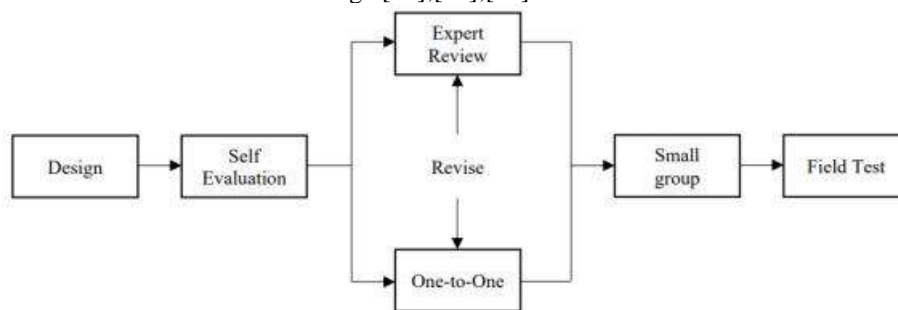 Expert
Review
Design
Self
Evaluation
Revise
Small
group
Field Test
One-to-One